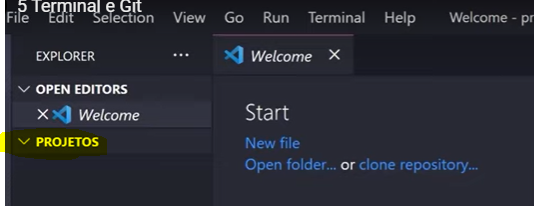 5 Terminal e Git
File Edit Selection View Go Run Terminal Help Welcome - pr
EXPLORER ... Welcome ×
OPEN EDITORS
× Welcome
Start
PROJETOS
New file
Open folder... or clone repository...